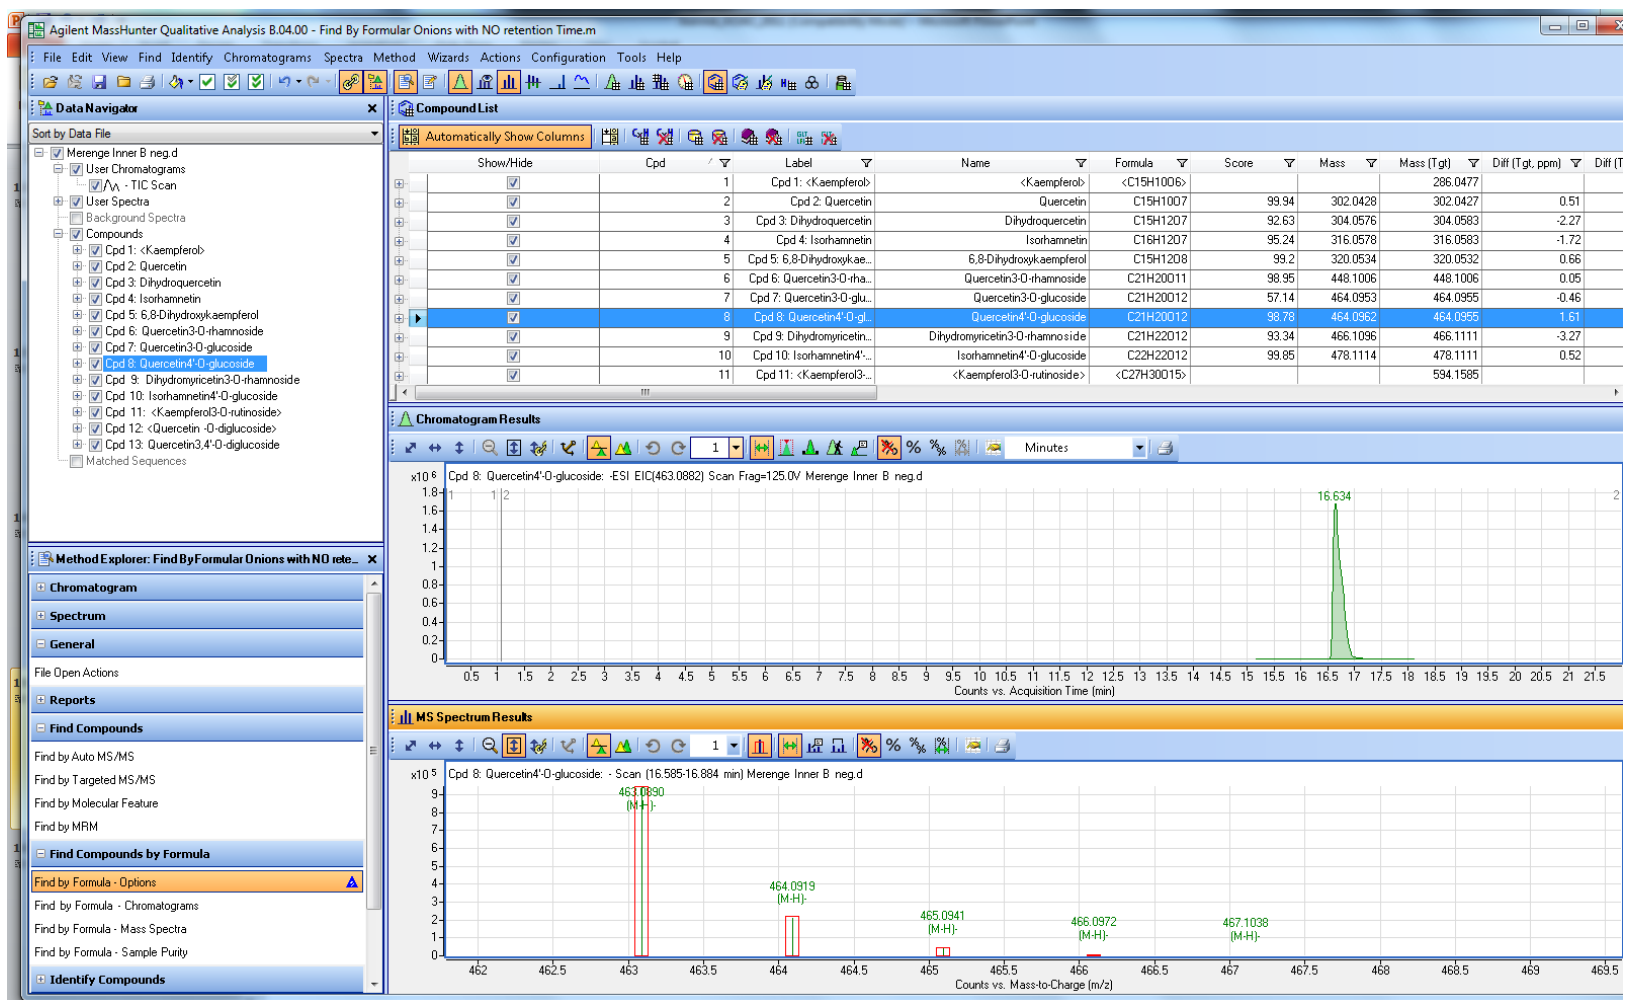 Agilent MassHunter Qualitative Analysis B.04.00 - Find By Formular Onions with NO retention Time.m
File Edit View Find Identify Chromatograms Spectra Method Wizards Actions Configuration Tools Help
Data Navigator
Sort by Data File
Merenge Inner B neg.d
User Chromatograms
- TIC Scan
User Spectra
Background Spectra
Compounds
Cpd 1: <Kaempferol>
Cpd 2: Quercetin
Cpd 3: Dihydroquercetin
Cpd 4: Isorhamnetin
Cpd 5: 6,8-Dihydroxykaempferol
Cpd 6: Quercetin3-O-rhamnoside
Cpd 7: Quercetin3-O-glucoside
Cpd 8: Quercetin4'-O-glucoside
Cpd 9: Dihydromyricetin3-O-rhamnoside
Cpd 10: Isorhamnetin4'-O-glucoside
Cpd 11: <Kaempferol3-O-rutinoside>
Cpd 12: <Quercetin -O-diglucoside>
Cpd 13: Quercetin3,4'-O-diglucoside
Matched Sequences
Method Explorer: Find By Formular Onions with NO rete...
Chromatogram
Spectrum
General
File Open Actions
Reports
Find Compounds
Find by Auto MS/MS
Find by Targeted MS/MS
Find by Molecular Feature
Find by MRM
Find Compounds by Formula
Find by Formula - Options
Find by Formula - Chromatograms
Find by Formula - Mass Spectra
Find by Formula - Sample Purity
Identify Compounds
Compound List
Automatically Show Columns
Show/Hide Cpd Label Name Formula Score Mass Mass (Tgt) Diff (Tgt, ppm) Diff (T
1 Cpd 1: <Kaempferol> <Kaempferol> <C15H10O6> 286.0477
2 Cpd 2: Quercetin Quercetin C15H10O7 99.94 302.0428 302.0427 0.51
3 Cpd 3: Dihydroquercetin Dihydroquercetin C15H12O7 92.63 304.0576 304.0583 -2.27
4 Cpd 4: Isorhamnetin Isorhamnetin C16H12O7 95.24 316.0578 316.0583 -1.72
5 Cpd 5: 6,8-Dihydroxykae... 6,8-Dihydroxykaempferol C15H12O8 99.2 320.0534 320.0532 0.66
6 Cpd 6: Quercetin3-O-rha... Quercetin3-O-rhamnoside C21H20O11 98.95 448.1006 448.1006 0.05
7 Cpd 7: Quercetin3-O-glu... Quercetin3-O-glucoside C21H20O12 57.14 464.0953 464.0955 -0.46
8 Cpd 8: Quercetin4'-O-gl... Quercetin4'-O-glucoside C21H20O12 98.78 464.0962 464.0955 1.61
9 Cpd 9: Dihydromyricetin... Dihydromyricetin3-O-rhamnoside C21H22O12 93.34 466.1096 466.1111 -3.27
10 Cpd 10: Isorhamnetin4'-... Isorhamnetin4'-O-glucoside C22H22O12 99.85 478.1114 478.1111 0.52
11 Cpd 11: <Kaempferol3-... <Kaempferol3-O-rutinoside> <C27H30O15> 594.1585
Chromatogram Results
1 Minutes
x10 6 Cpd 8: Quercetin4'-O-glucoside: -ESI EIC(463.0882) Scan Frag=125.0V Merenge Inner B neg.d
1 1 2 16.634 2
1.8
1.6
1.4
1.2
1
0.8
0.6
0.4
0.2
0
0.5 1 1.5 2 2.5 3 3.5 4 4.5 5 5.5 6 6.5 7 7.5 8 8.5 9 9.5 10 10.5 11 11.5 12 12.5 13 13.5 14 14.5 15 15.5 16 16.5 17 17.5 18 18.5 19 19.5 20 20.5 21 21.5
Counts vs. Acquisition Time (min)
MS Spectrum Results
1
x10 5 Cpd 8: Quercetin4'-O-glucoside: - Scan (16.585-16.884 min) Merenge Inner B neg.d
9
8
7
6
5
4
3
2
1
0
463.0890
(M-H)-
464.0919
(M-H)-
465.0941
(M-H)-
466.0972
(M-H)-
467.1038
(M-H)-
462 462.5 463 463.5 464 464.5 465 465.5 466 466.5 467 467.5 468 468.5 469 469.5
Counts vs. Mass-to-Charge (m/z)